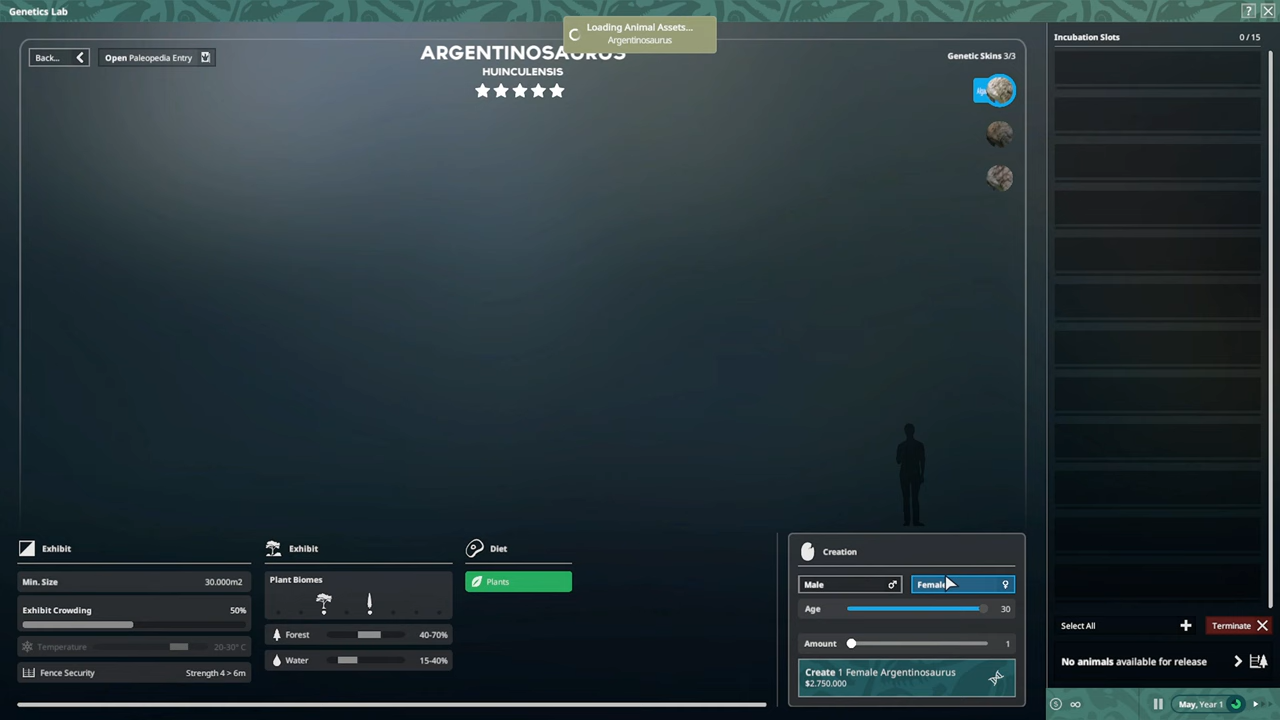 Genetics Lab
?
Loading Animal Assets...
Argentinosaurus
Back...
Open Paleopedia Entry
ARGENTINOSAURUS
HUINCULENSIS
Genetic Skins 3/3
Incubation Slots
0 / 15
Exhibit
Min. Size
30.000m2
Exhibit Crowding
50%
Temperature
20-30° C
Fence Security
Strength 4 > 6m
Exhibit
Plant Biomes
Forest
40-70%
Water
15-40%
Diet
Plants
Creation
Male
Female
Age
30
Amount
1
Create 1 Female Argentinosaurus
$2.750.000
Select All
Terminate
No animals available for release
May, Year 1